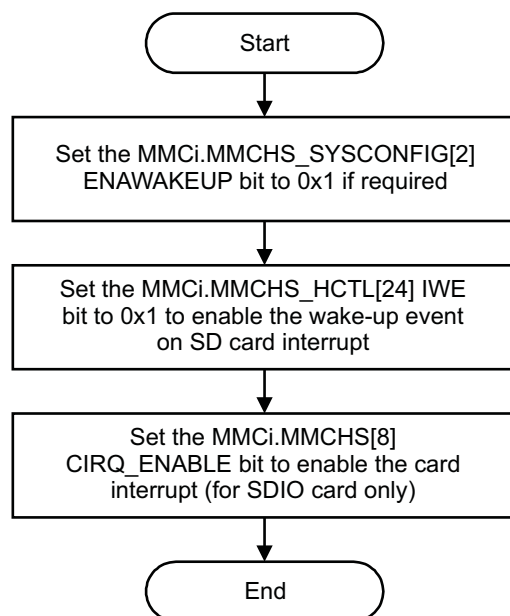 Start
Set the MMCi.MMCHS_SYSCONFIG[2]
ENAWAKEUP bit to 0x1 if required
Set the MMCi.MMCHS_HCTL[24] IWE
bit to 0x1 to enable the wake-up event
on SD card interrupt
Set the MMCi.MMCHS[8]
CIRQ_ENABLE bit to enable the card
interrupt (for SDIO card only)
End